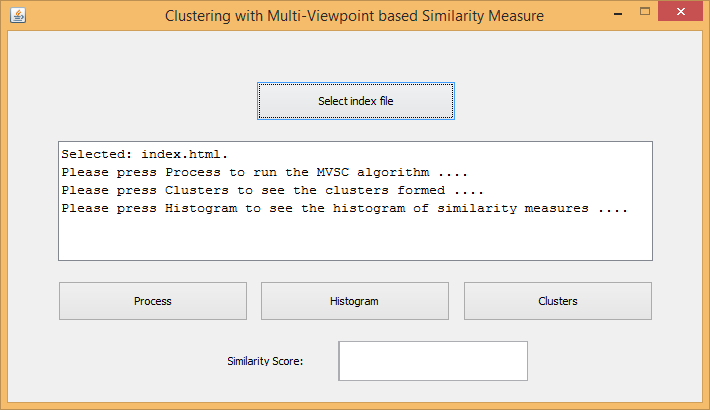 Clustering with Multi-Viewpoint based Similarity Measure
Select index file
Selected: index.html.
Please press Process to run the MVSC algorithm ....
Please press Clusters to see the clusters formed ....
Please press Histogram to see the histogram of similarity measures ....
Process Histogram Clusters
Similarity Score: